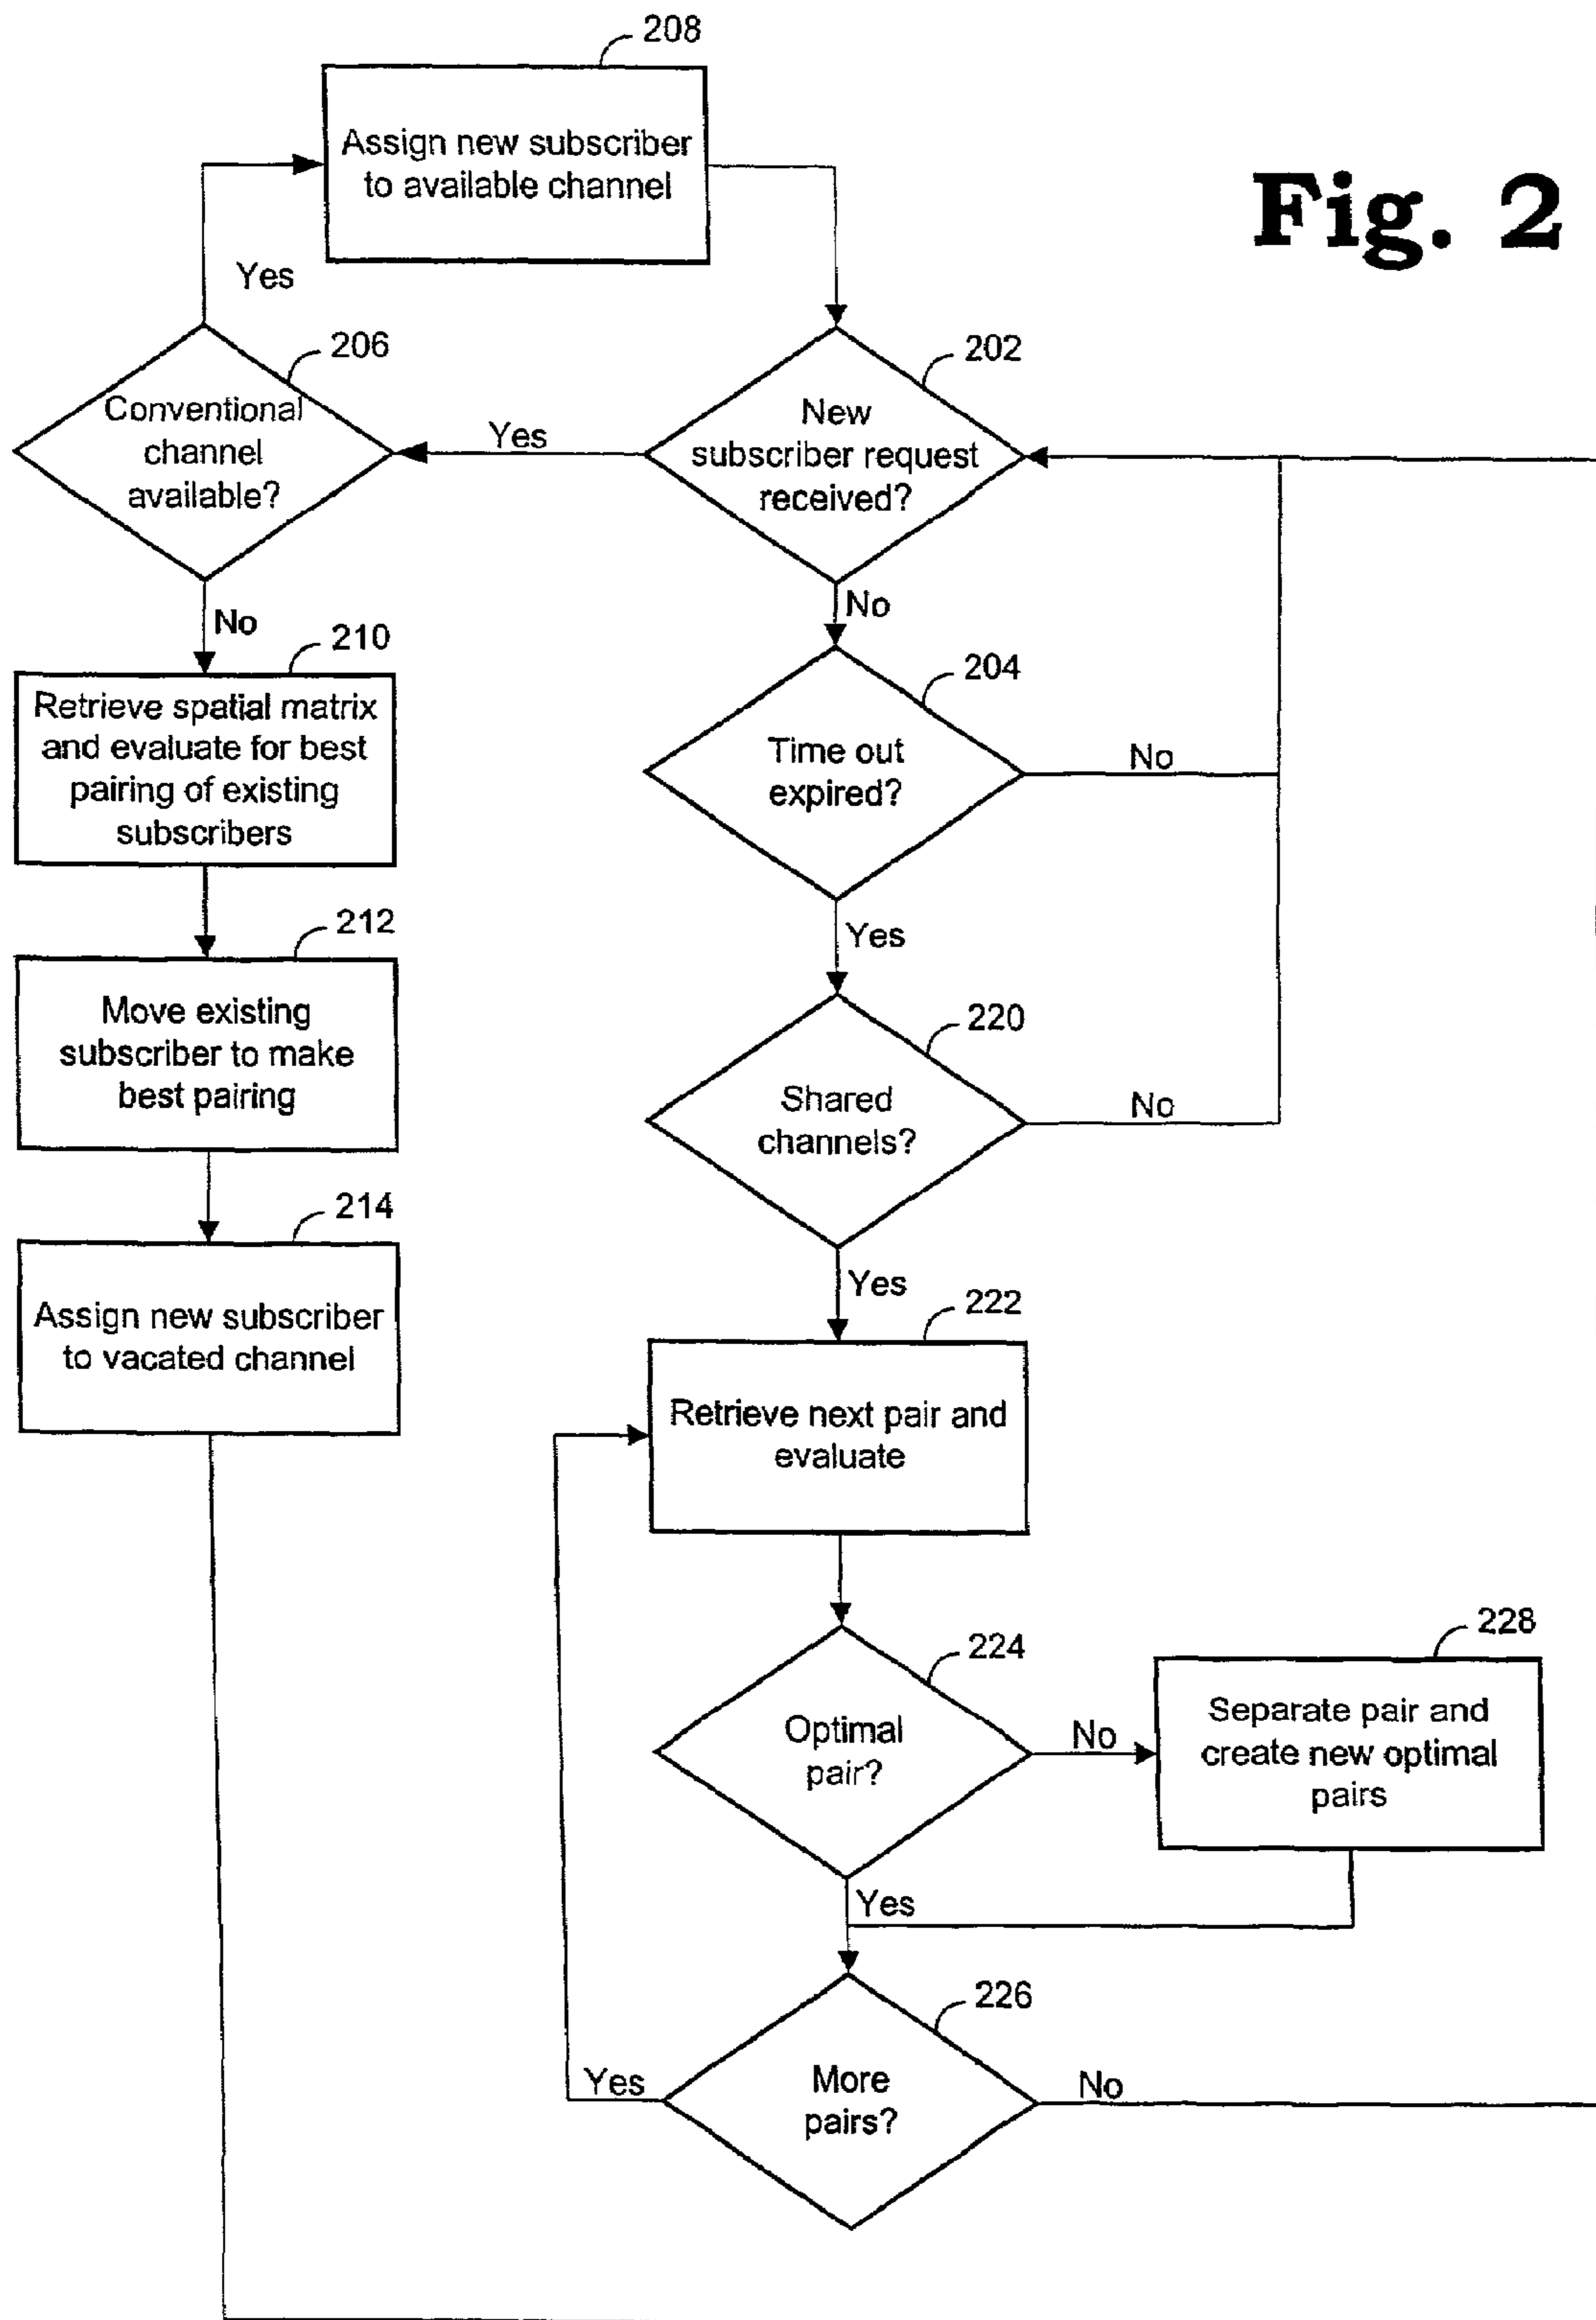 208
Assign new subscriber
to available channel
Fig. 2
Yes
206
Conventional
channel
available?
Yes
202
New
subscriber request
received?
No
No
210
Retrieve spatial matrix
and evaluate for best
pairing of existing
subscribers
204
Time out
expired?
No
Yes
212
Move existing
subscriber to make
best pairing
220
Shared
channels?
No
Yes
214
Assign new subscriber
to vacated channel
222
Retrieve next pair and
evaluate
224
Optimal
pair?
No
228
Separate pair and
create new optimal
pairs
Yes
226
More
pairs?
Yes
No